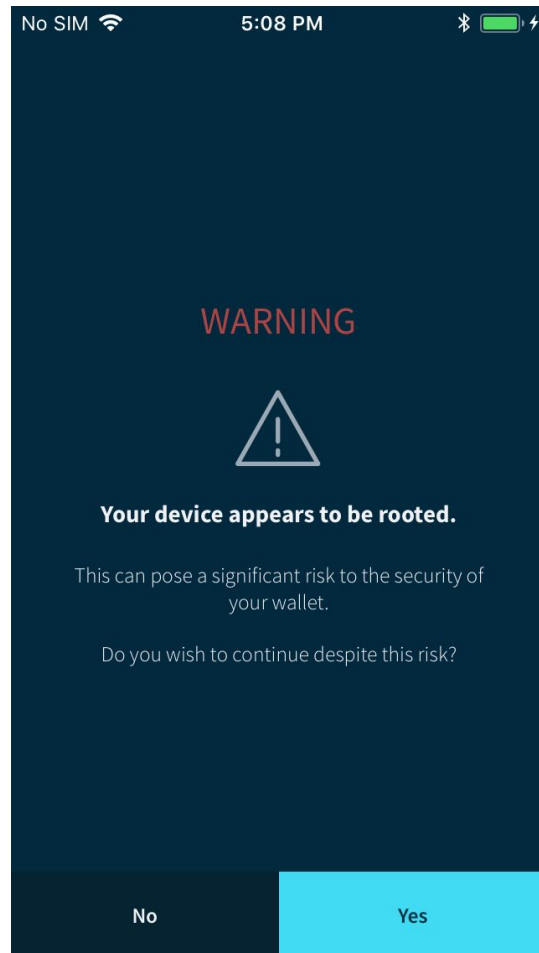 No SIM 5:08 PM
WARNING
Your device appears to be rooted.
This can pose a significant risk to the security of
your wallet.
Do you wish to continue despite this risk?
No Yes